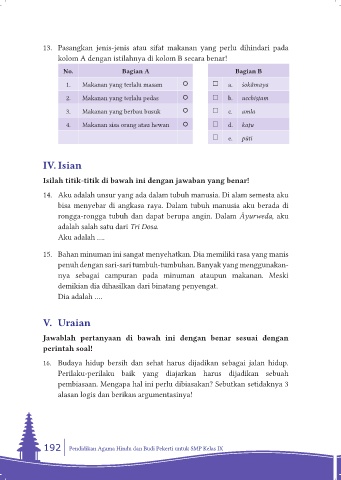 13. Pasangkan jenis-jenis atau sifat makanan yang perlu dihindari pada
kolom A dengan istilahnya di kolom B secara benar!
No. Bagian A Bagian B
1. Makanan yang terlalu masam a. sokāmaya
2. Makanan yang terlalu pedas b. ucchiṣṭam
3. Makanan yang berbau busuk c. amla
4. Makanan sisa orang atau hewan d. kaṭu
e. pūti
IV. Isian
Isilah titik-titik di bawah ini dengan jawaban yang benar!
14. Aku adalah unsur yang ada dalam tubuh manusia. Di alam semesta aku
bisa menyebar di angkasa raya. Dalam tubuh manusia aku berada di
rongga-rongga tubuh dan dapat berupa angin. Dalam Āyurweda, aku
adalah salah satu dari Tri Dosa.
Aku adalah ....
15. Bahan minuman ini sangat menyehatkan. Dia memiliki rasa yang manis
penuh dengan sari-sari tumbuh-tumbuhan. Banyak yang menggunakan-
nya sebagai campuran pada minuman ataupun makanan. Meski
demikian dia dihasilkan dari binatang penyengat.
Dia adalah ....
V. Uraian
Jawablah pertanyaan di bawah ini dengan benar sesuai dengan
perintah soal!
16. Budaya hidup bersih dan sehat harus dijadikan sebagai jalan hidup.
Perilaku-perilaku baik yang diajarkan harus dijadikan sebuah
pembiasaan. Mengapa hal ini perlu dibiasakan? Sebutkan setidaknya 3
alasan logis dan berikan argumentasinya!
192 Pendidikan Agama Hindu dan Budi Pekerti untuk SMP Kelas IX